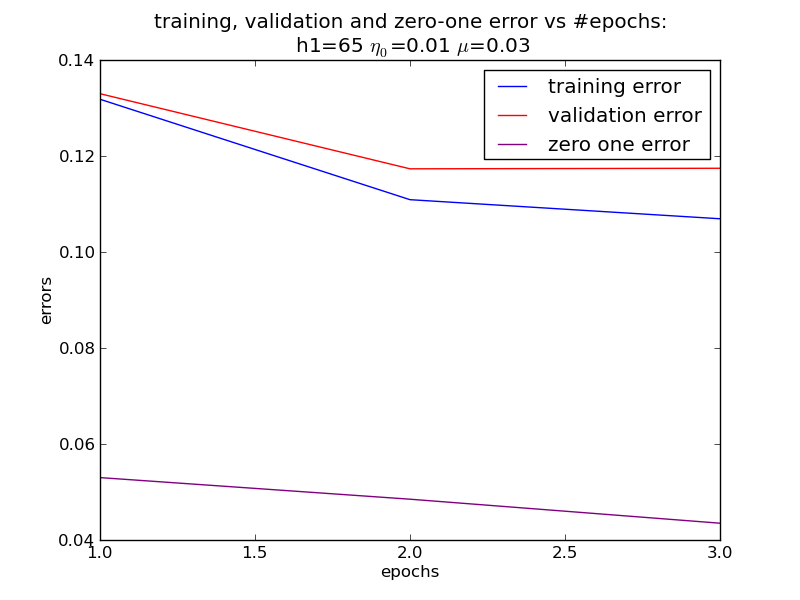 training, validation and zero-one error vs #epochs:
h1=65 η₀=0.01 μ=0.03
training error
validation error
zero one error
0.14
0.12
0.10
0.08
0.06
0.04
errors
1.0 1.5 2.0 2.5 3.0
epochs